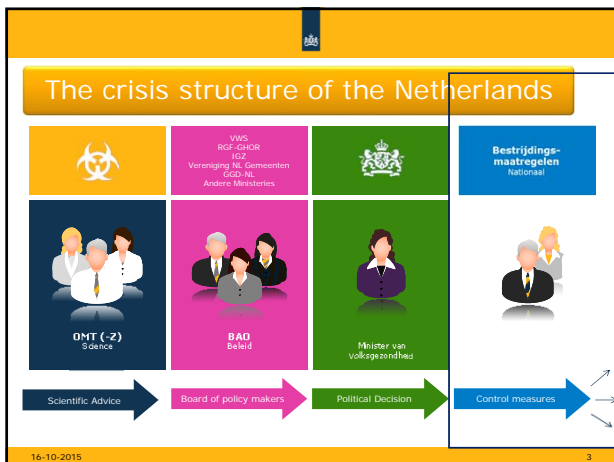 The crisis structure of the Netherlands
VWS
RGF-GHOR
IGZ
Vereniging NL Gemeenten
GGD-NL
Andere Ministeries
Bestrijdings-
maatregelen
Nationaal
OMT (-Z)
Science
BAO
Beleid
Minister van
Volksgezondheid
Scientific Advice
Board of policy makers
Political Decision
Control measures
16-10-2015
3